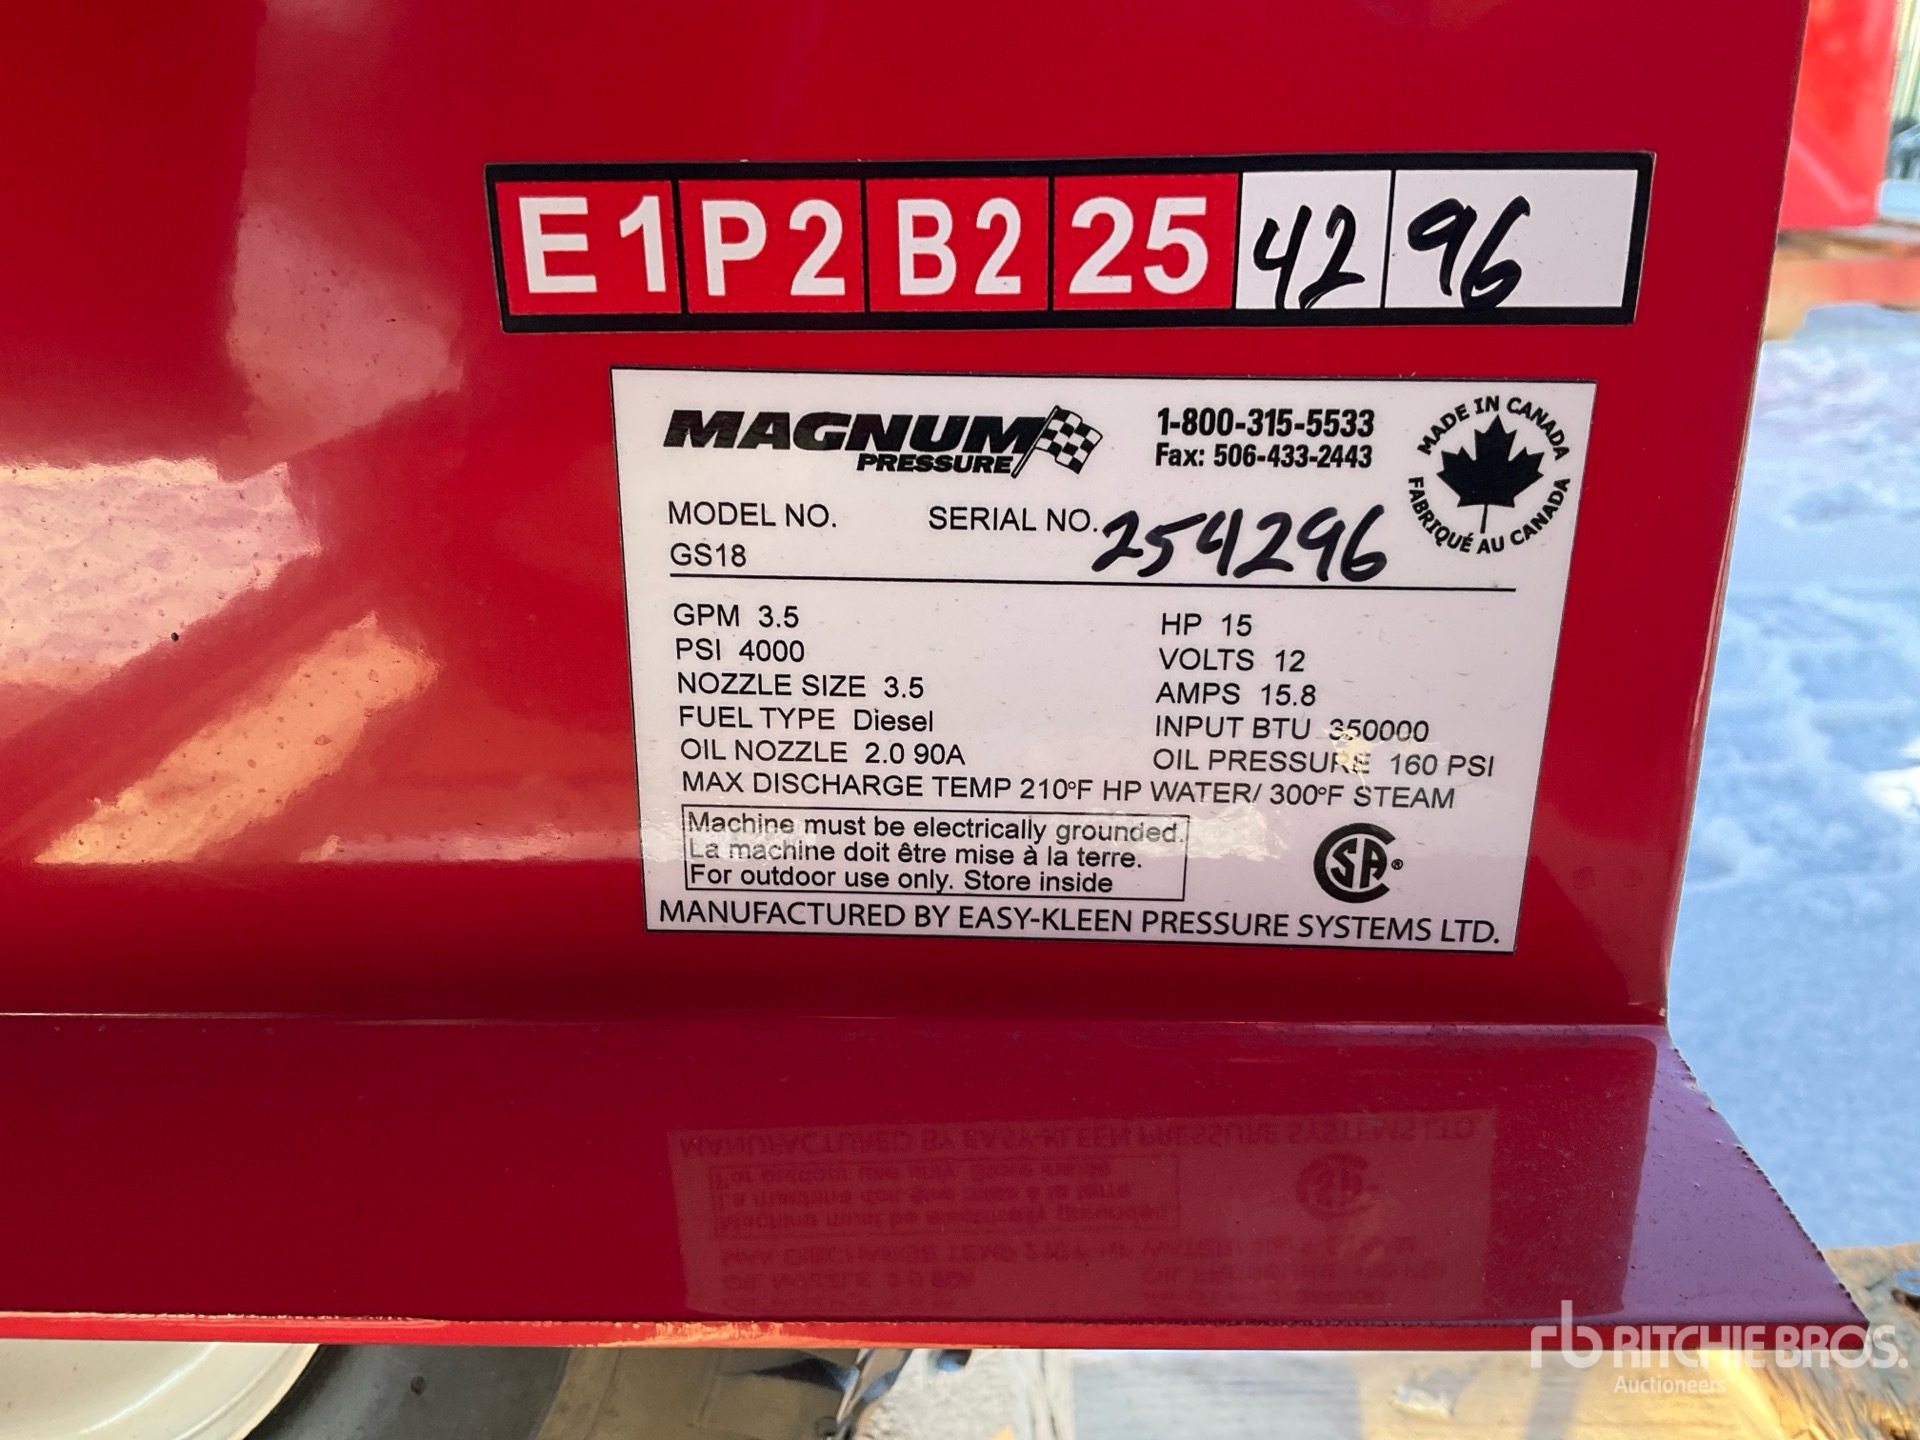 E1 P2 B2 25 42 96
MAGNUM
PRESSURE
1-800-315-5533
Fax: 506-433-2443
MADE IN CANADA
FABRIQUÉ AU CANADA
MODEL NO.
GS18
SERIAL NO. 254296
GPM 3.5
PSI 4000
NOZZLE SIZE 3.5
FUEL TYPE Diesel
OIL NOZZLE 2.0 90A
HP 15
VOLTS 12
AMPS 15.8
INPUT BTU 350000
OIL PRESSURE 160 PSI
MAX DISCHARGE TEMP 210°F HP WATER/ 300°F STEAM
Machine must be electrically grounded.
La machine doit être mise à la terre.
For outdoor use only. Store inside
CSA®
MANUFACTURED BY EASY-KLEEN PRESSURE SYSTEMS LTD.
rb RITCHIE BROS.
Auctioneers